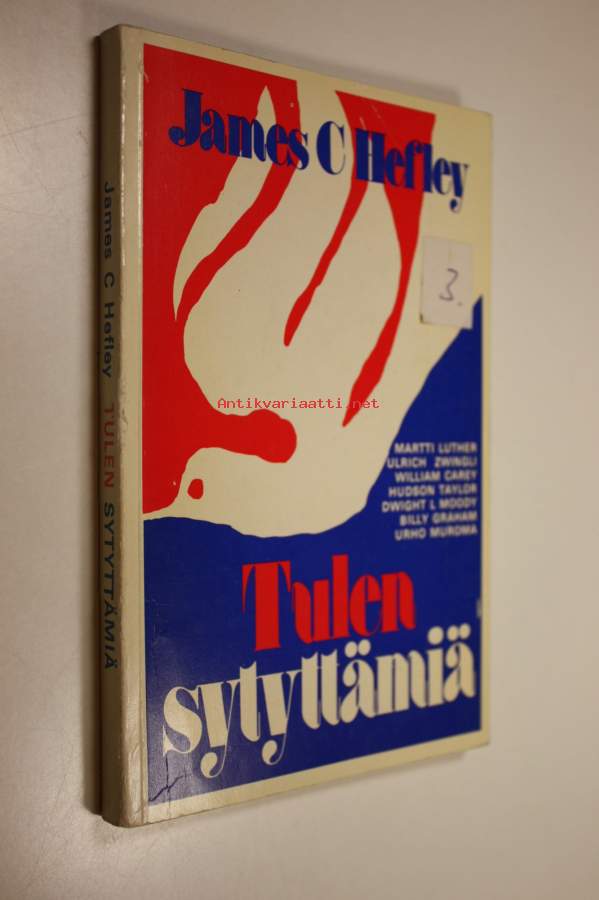 James C Hefley
3.
MARTTI LUTHER
ULRICH ZWINGLI
WILLIAM CAREY
HUDSON TAYLOR
DWIGHT L MOODY
BILLY GRAHAM
URHO MUROMA
Tulen
sytyttämiä
James C Hefley TULEN SYTYTTÄMIÄ
Antikvariaatti.net